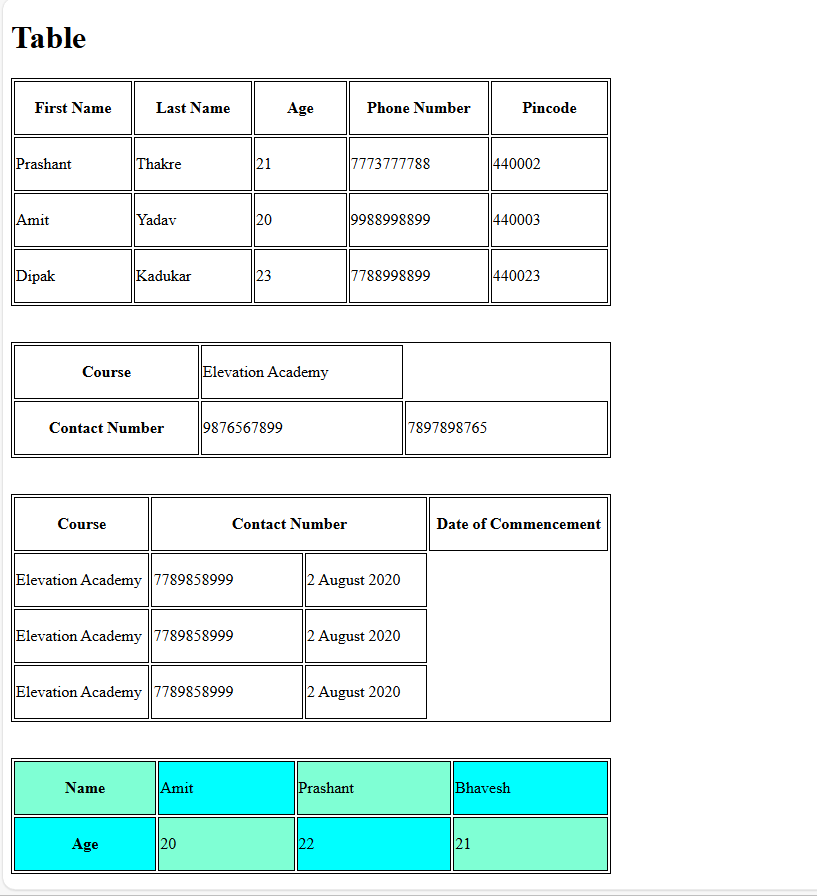 Table
First Name Last Name Age Phone Number Pincode
Prashant Thakre 21 7773777788 440002
Amit Yadav 20 9988998899 440003
Dipak Kadukar 23 7788998899 440023
Course Elevation Academy
Contact Number 9876567899 7897898765
Course Contact Number Date of Commencement
Elevation Academy 7789858999 2 August 2020
Elevation Academy 7789858999 2 August 2020
Elevation Academy 7789858999 2 August 2020
Name Amit Prashant Bhavesh
Age 20 22 21